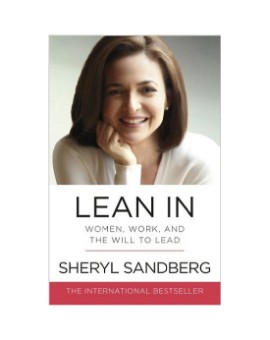 LEAN IN
WOMEN, WORK, AND
THE WILL TO LEAD
SHERYL SANDBERG
THE INTERNATIONAL BESTSELLER